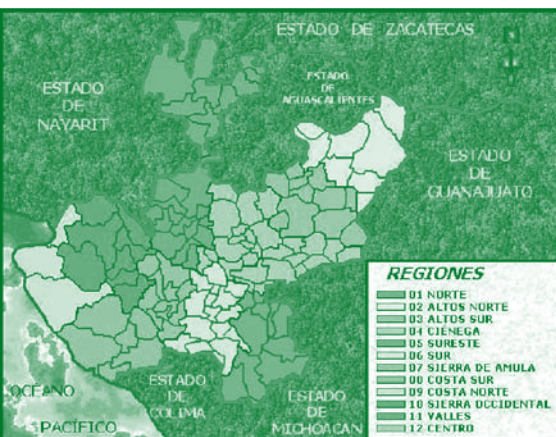 ESTADO DE ZACATECAS
ESTADO
DE
NAYARIT
ESTADO
DE
AGUASCALIENTES
ESTADO
DE
GUANAJUATO
REGIONES
01 NORTE
02 ALTOS NORTE
03 ALTOS SUR
04 CIÉNEGA
05 SURESTE
06 SUR
07 SIERRA DE AMULA
08 COSTA SUR
09 COSTA NORTE
10 SIERRA OCCIDENTAL
11 VALLES
12 CENTRO
OCÉANO
PACÍFICO
ESTADO
DE
COLIMA
ESTADO
DE
MICHOACAN